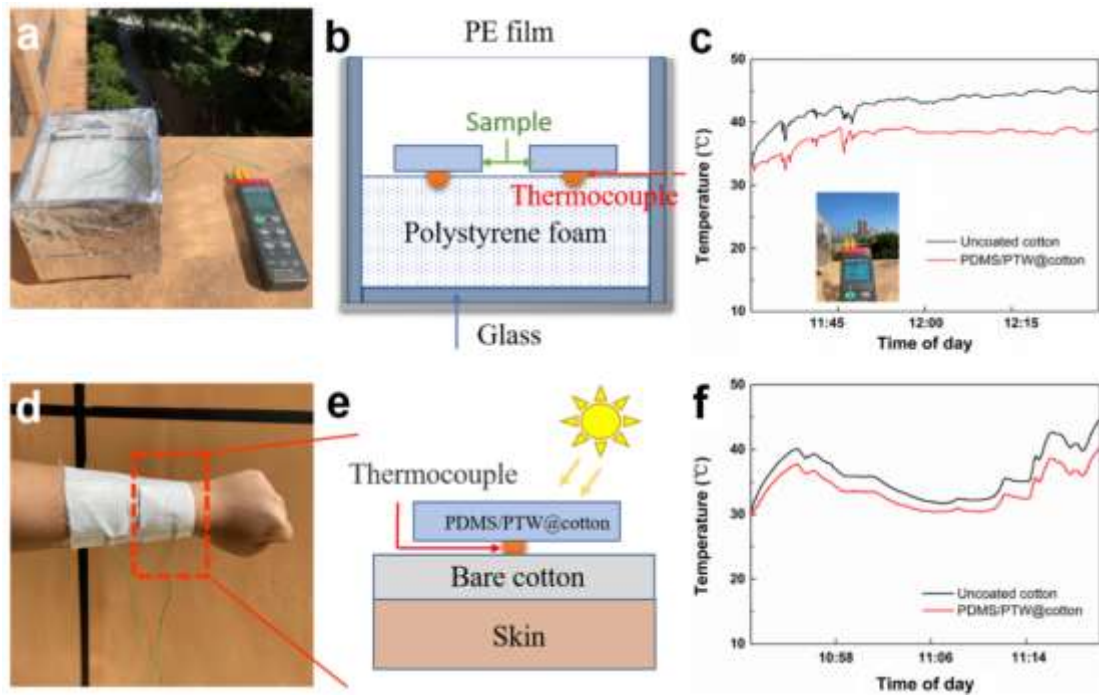 a
b
PE film
Sample
Thermocouple
Polystyrene foam
Glass
c
50
40
30
20
10
Temperature (℃)
Uncoated cotton
PDMS/PTW@cotton
11:45
12:00
12:15
Time of day
d
e
Thermocouple
PDMS/PTW@cotton
Bare cotton
Skin
f
50
40
30
20
10
Temperature (℃)
Uncoated cotton
PDMS/PTW@cotton
10:58
11:06
11:14
Time of day